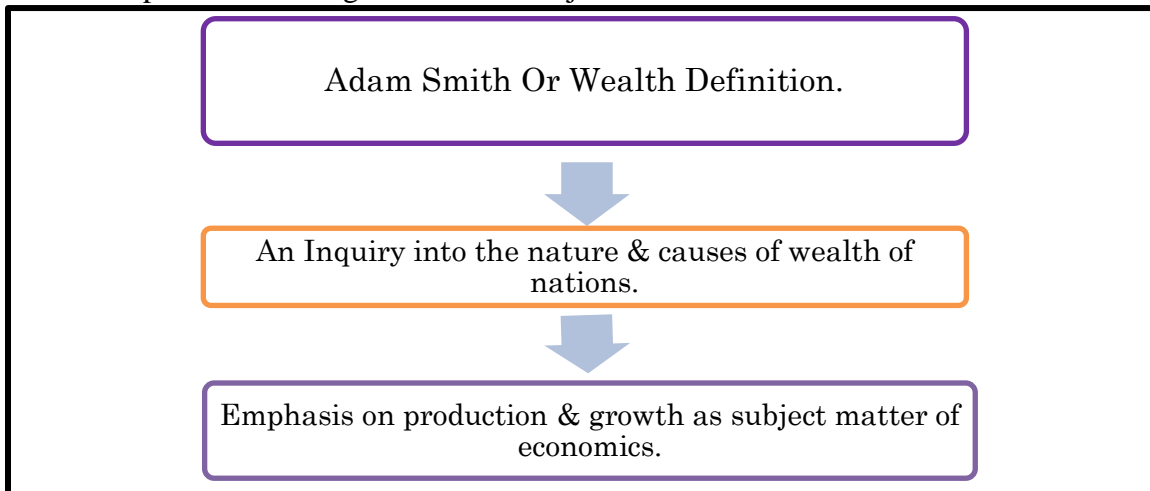 Adam Smith Or Wealth Definition.
An Inquiry into the nature & causes of wealth of
nations.
Emphasis on production & growth as subject matter of
economics.